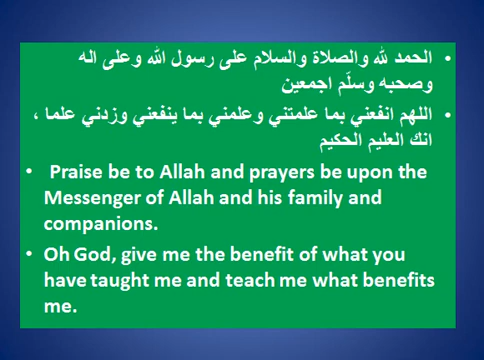 • الحمد لله والصلاة والسلام على رسول الله وعلى اله
وصحبه وسلّم اجمعين
• اللهم انفعني بما علمتني وعلمني بما ينفعني وزدني علما ،
انك العليم الحكيم
• Praise be to Allah and prayers be upon the
Messenger of Allah and his family and
companions.
• Oh God, give me the benefit of what you
have taught me and teach me what benefits
me.